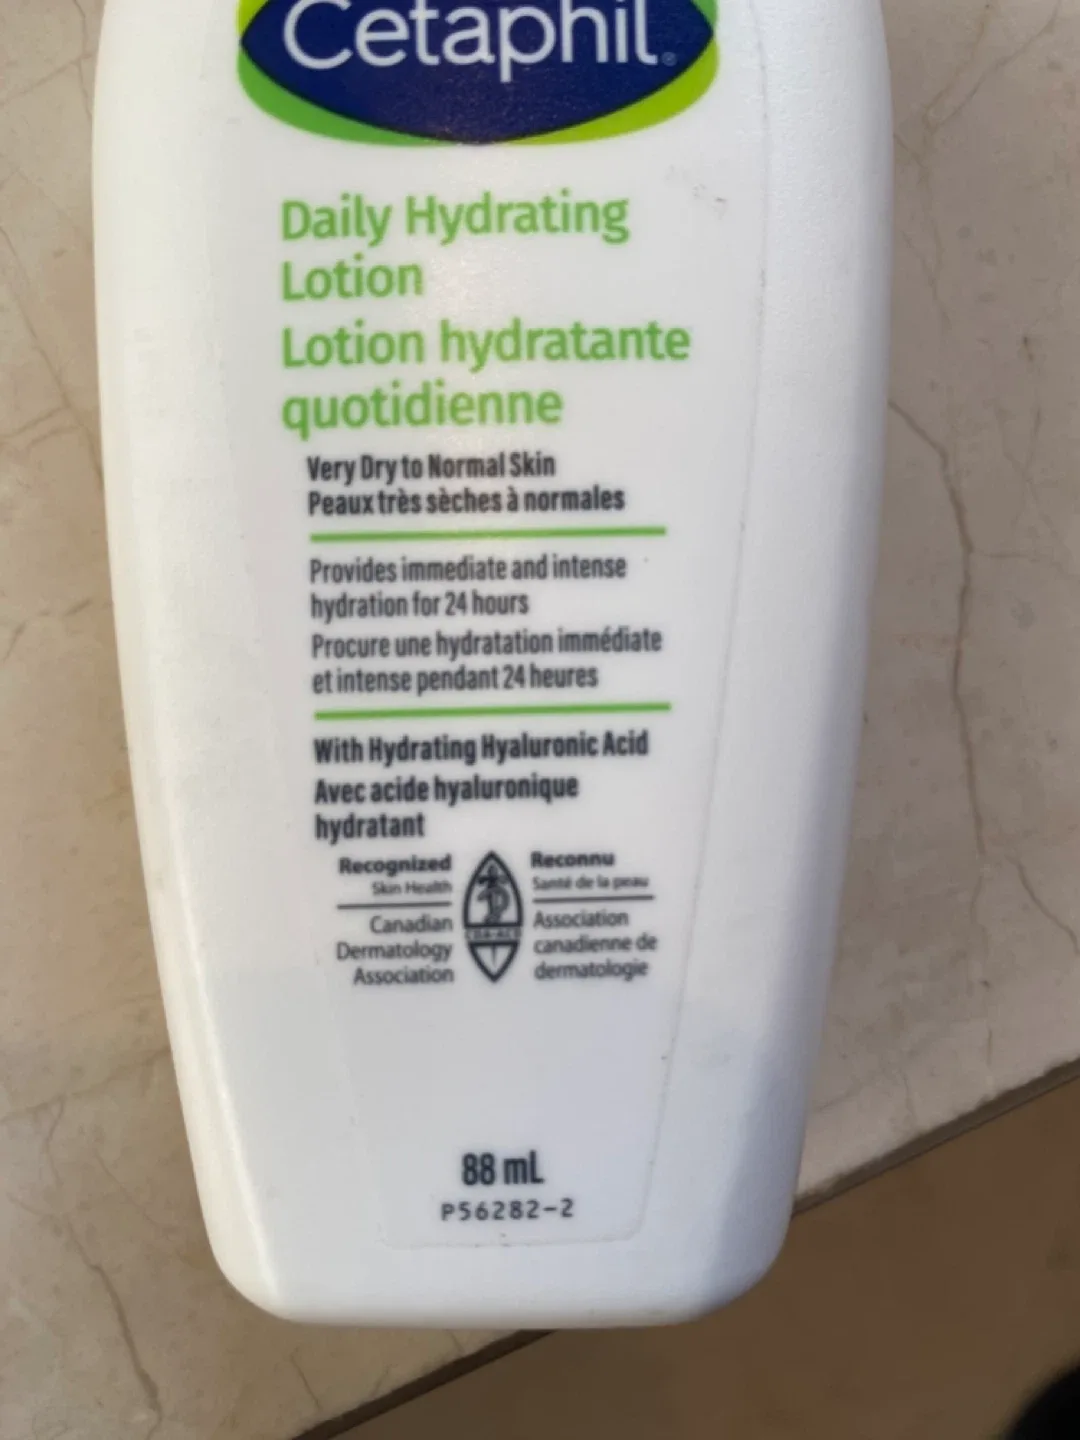 Cetaphil®
Daily Hydrating
Lotion
Lotion hydratante
quotidienne
Very Dry to Normal Skin
Peaux très sèches à normales
Provides immediate and intense
hydration for 24 hours
Procure une hydratation immédiate
et intense pendant 24 heures
With Hydrating Hyaluronic Acid
Avec acide hyaluronique
hydratant
Recognized
Skin Health
Canadian
Dermatology
Association
CDA-ACD
Reconnu
Santé de la peau
Association
canadienne de
dermatologie
88 mL
P56282-2